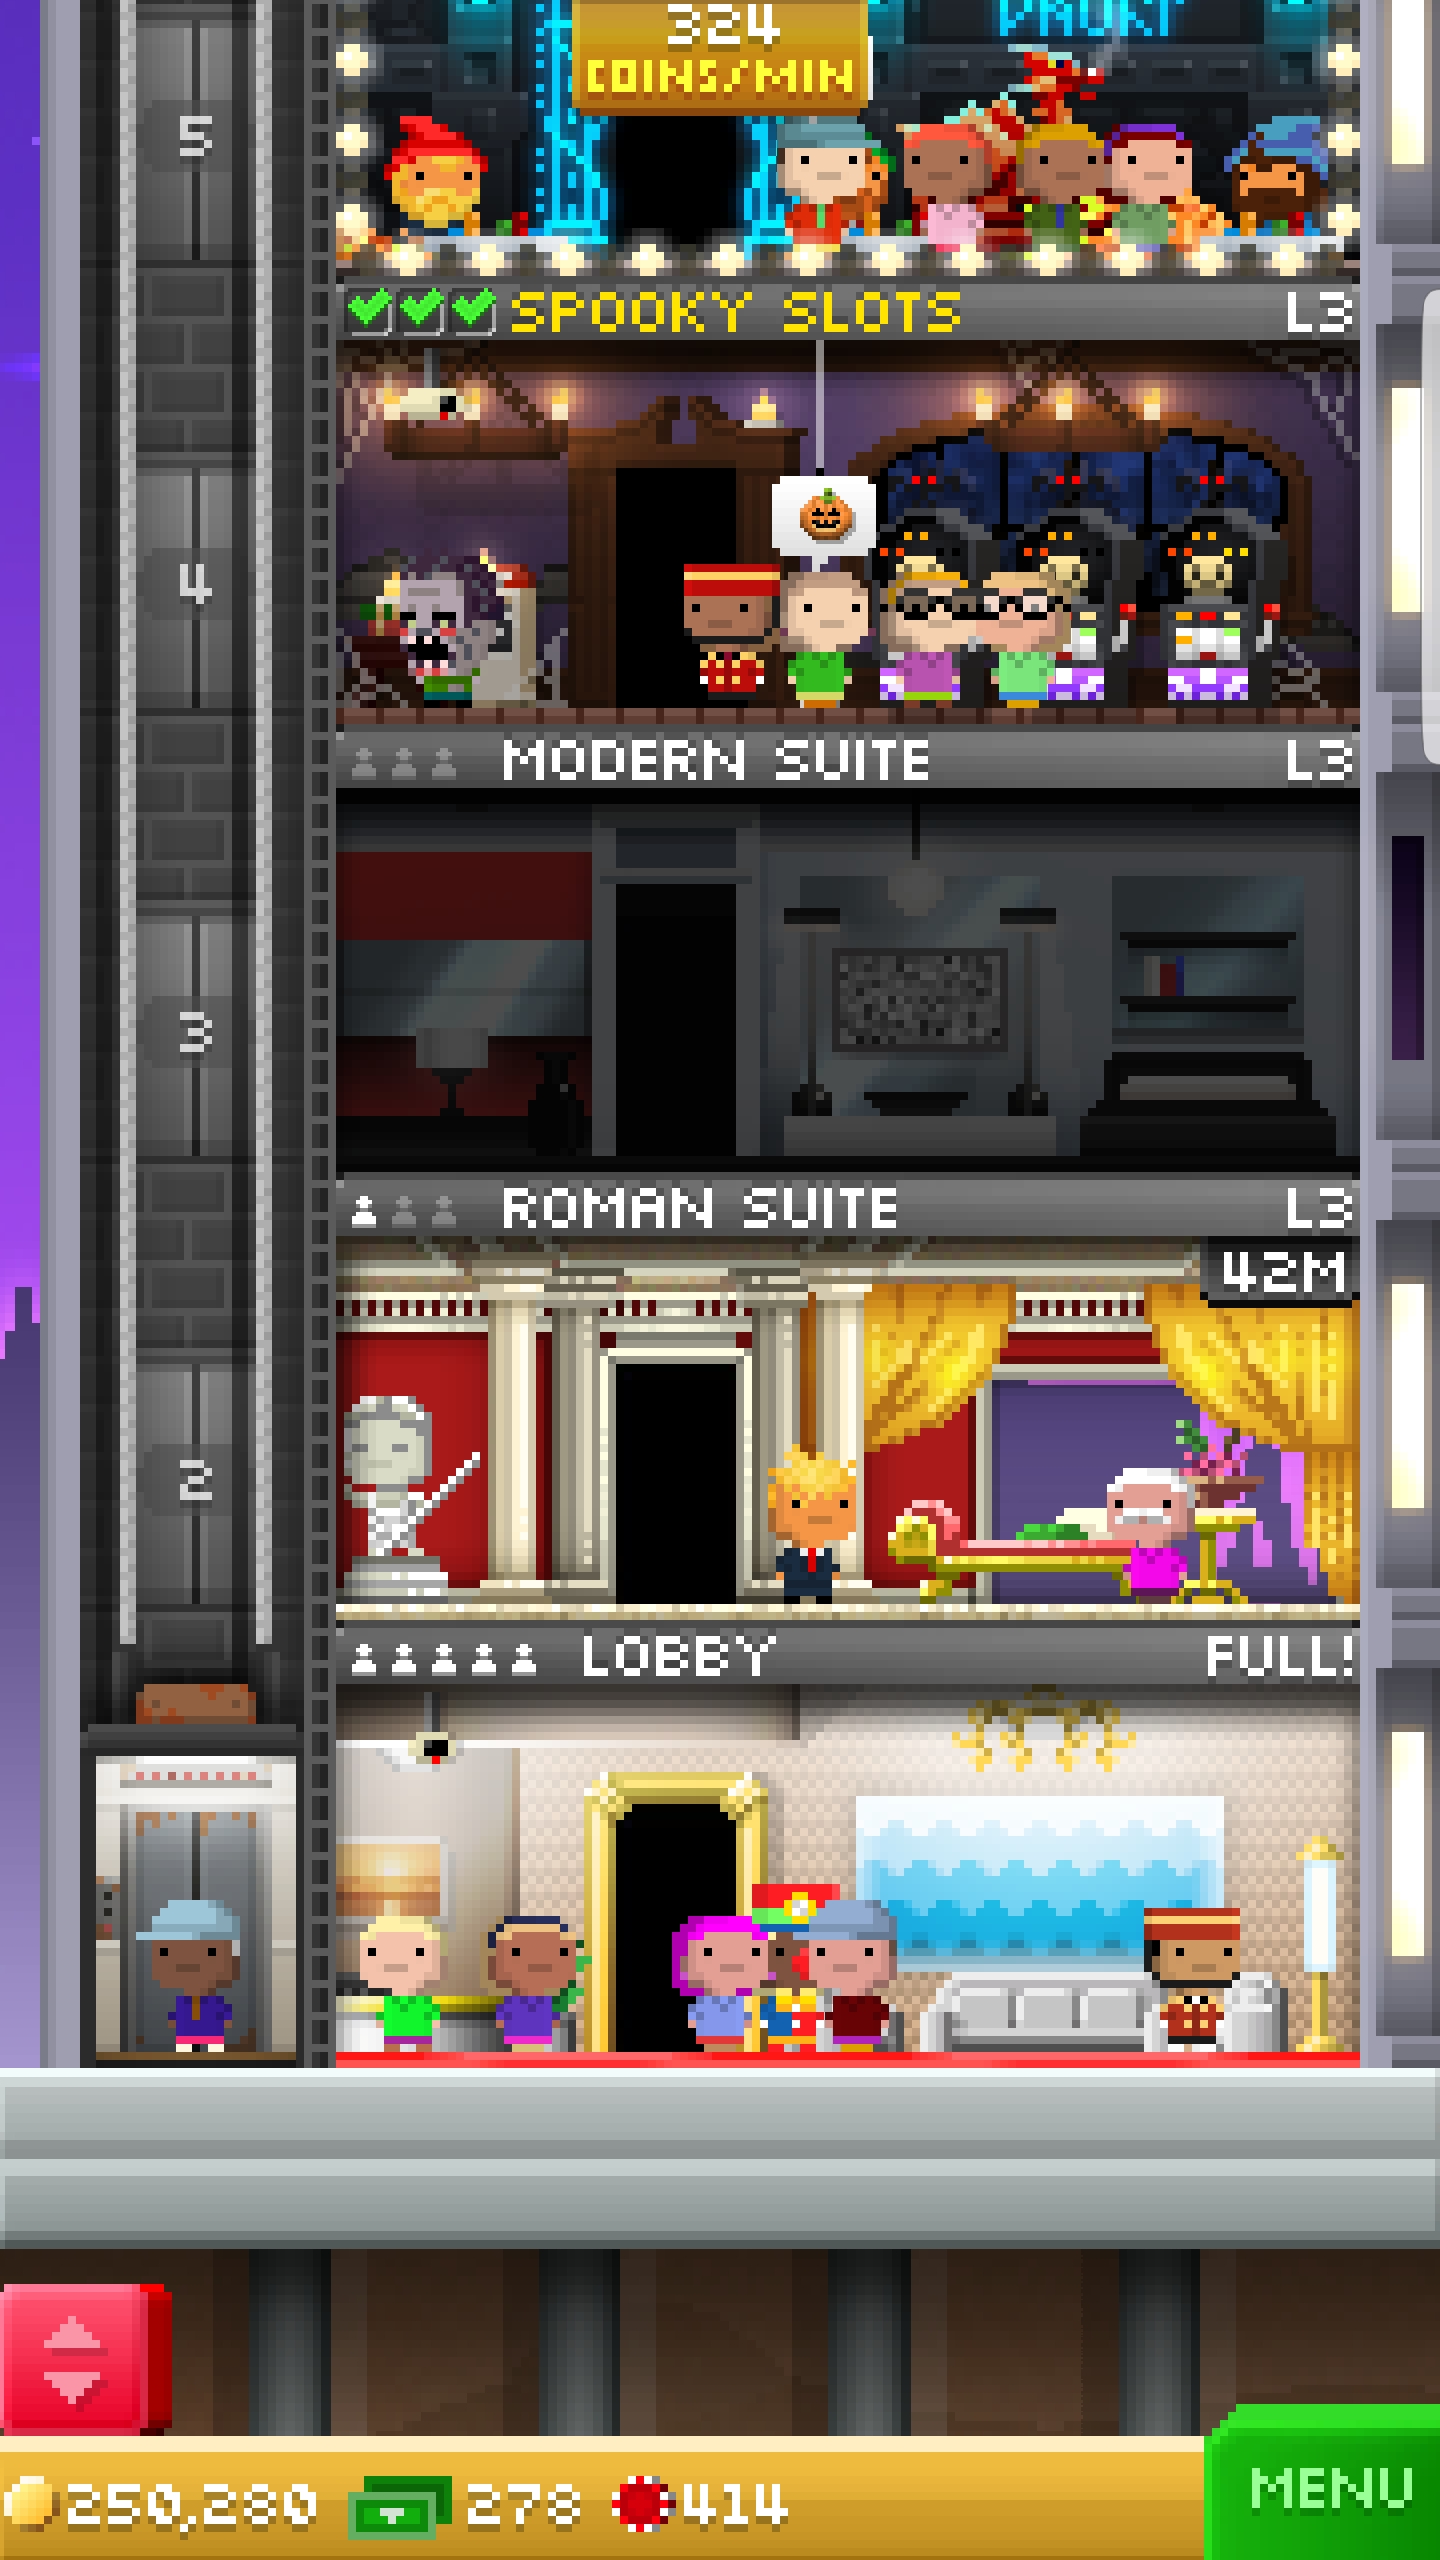 324
COINS/MIN
5
SPOOKY SLOTS L3
4
MODERN SUITE L3
3
ROMAN SUITE L3
42M
2
LOBBY FULL!
250,280 278 414
MENU